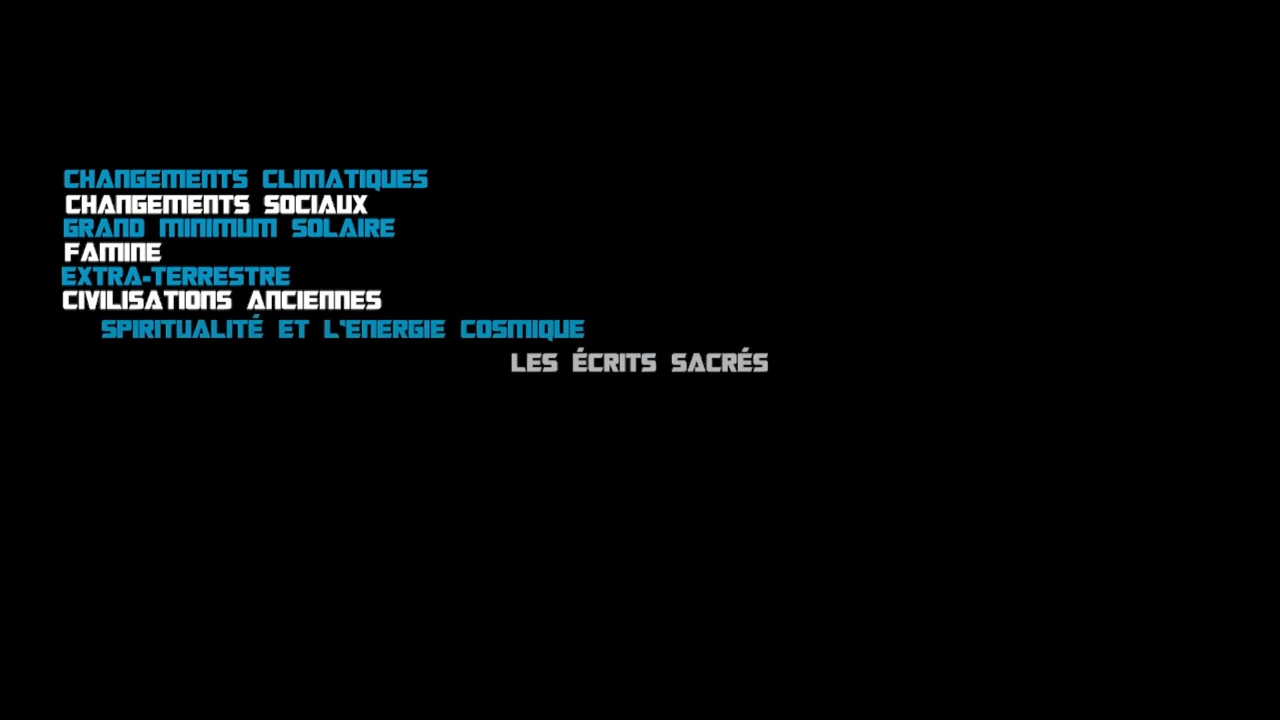 CHANGEMENTS CLIMATIQUES
CHANGEMENTS SOCIAUX
GRAND MINIMUM SOLAIRE
FAMINE
EXTRA-TERRESTRE
CIVILISATIONS ANCIENNES
SPIRITUALITÉ ET L'ENERGIE COSMIQUE
LES ÉCRITS SACRÉS